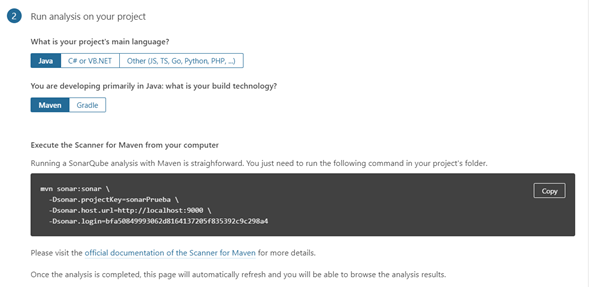 2 Run analysis on your project
What is your project's main language?
Java C# or VB.NET Other (JS, TS, Go, Python, PHP, ...)
You are developing primarily in Java: what is your build technology?
Maven Gradle
Execute the Scanner for Maven from your computer
Running a SonarQube analysis with Maven is straighforward. You just need to run the following command in your project's folder.
mvn sonar:sonar \
Copy
-Dsonar.projectKey=sonarPrueba \
-Dsonar.host.url=http://localhost:9000 \
-Dsonar.login=bfa50849993062d8164137205f835392c9c298a4
Please visit the official documentation of the Scanner for Maven for more details.
Once the analysis is completed, this page will automatically refresh and you will be able to browse the analysis results.